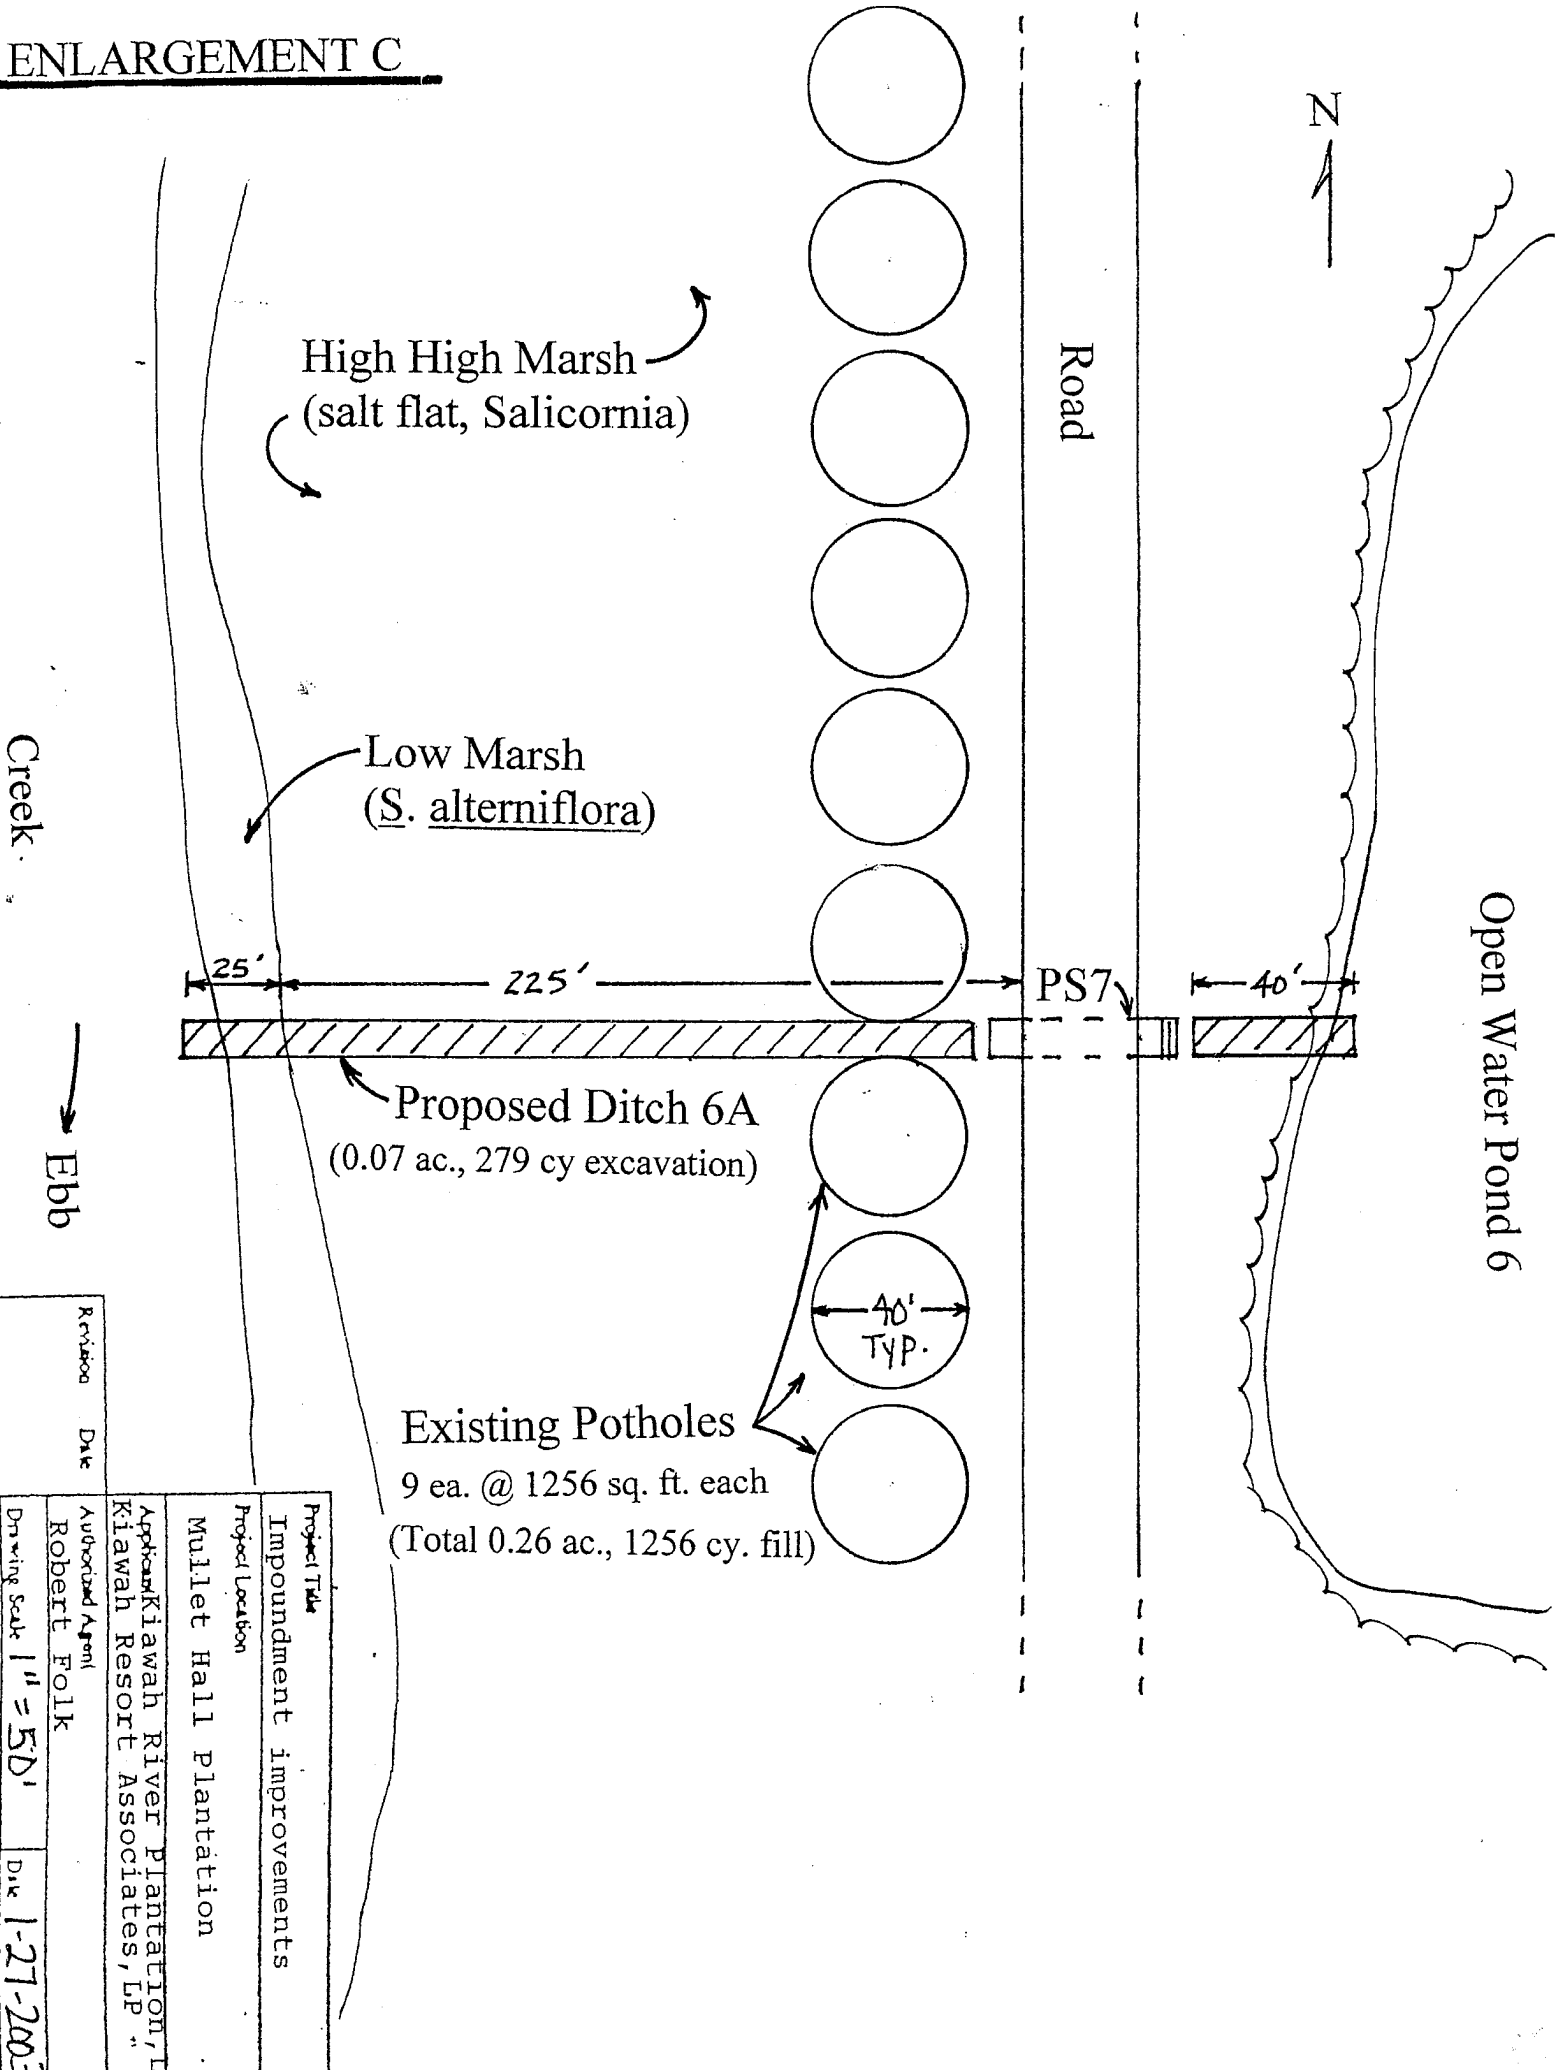 ENLARGEMENT C
N
High High Marsh
(salt flat, Salicornia)
Road
Low Marsh
(S. alterniflora)
Creek
Open Water Pond 6
25'
225'
PS7
40'
Proposed Ditch 6A
(0.07 ac., 279 cy excavation)
Ebb
40'
TYP.
Existing Potholes
9 ea. @ 1256 sq. ft. each
(Total 0.26 ac., 1256 cy. fill)
Project Title
Impoundment improvements
Project Location
Mullet Hall Plantation
Applicant Kiawah River Plantation,
Kiawah Resort Associates, LP
Authorized Agent
Robert Folk
Revision Date
Drawing Scale 1" = 50'
Date 1-27-200